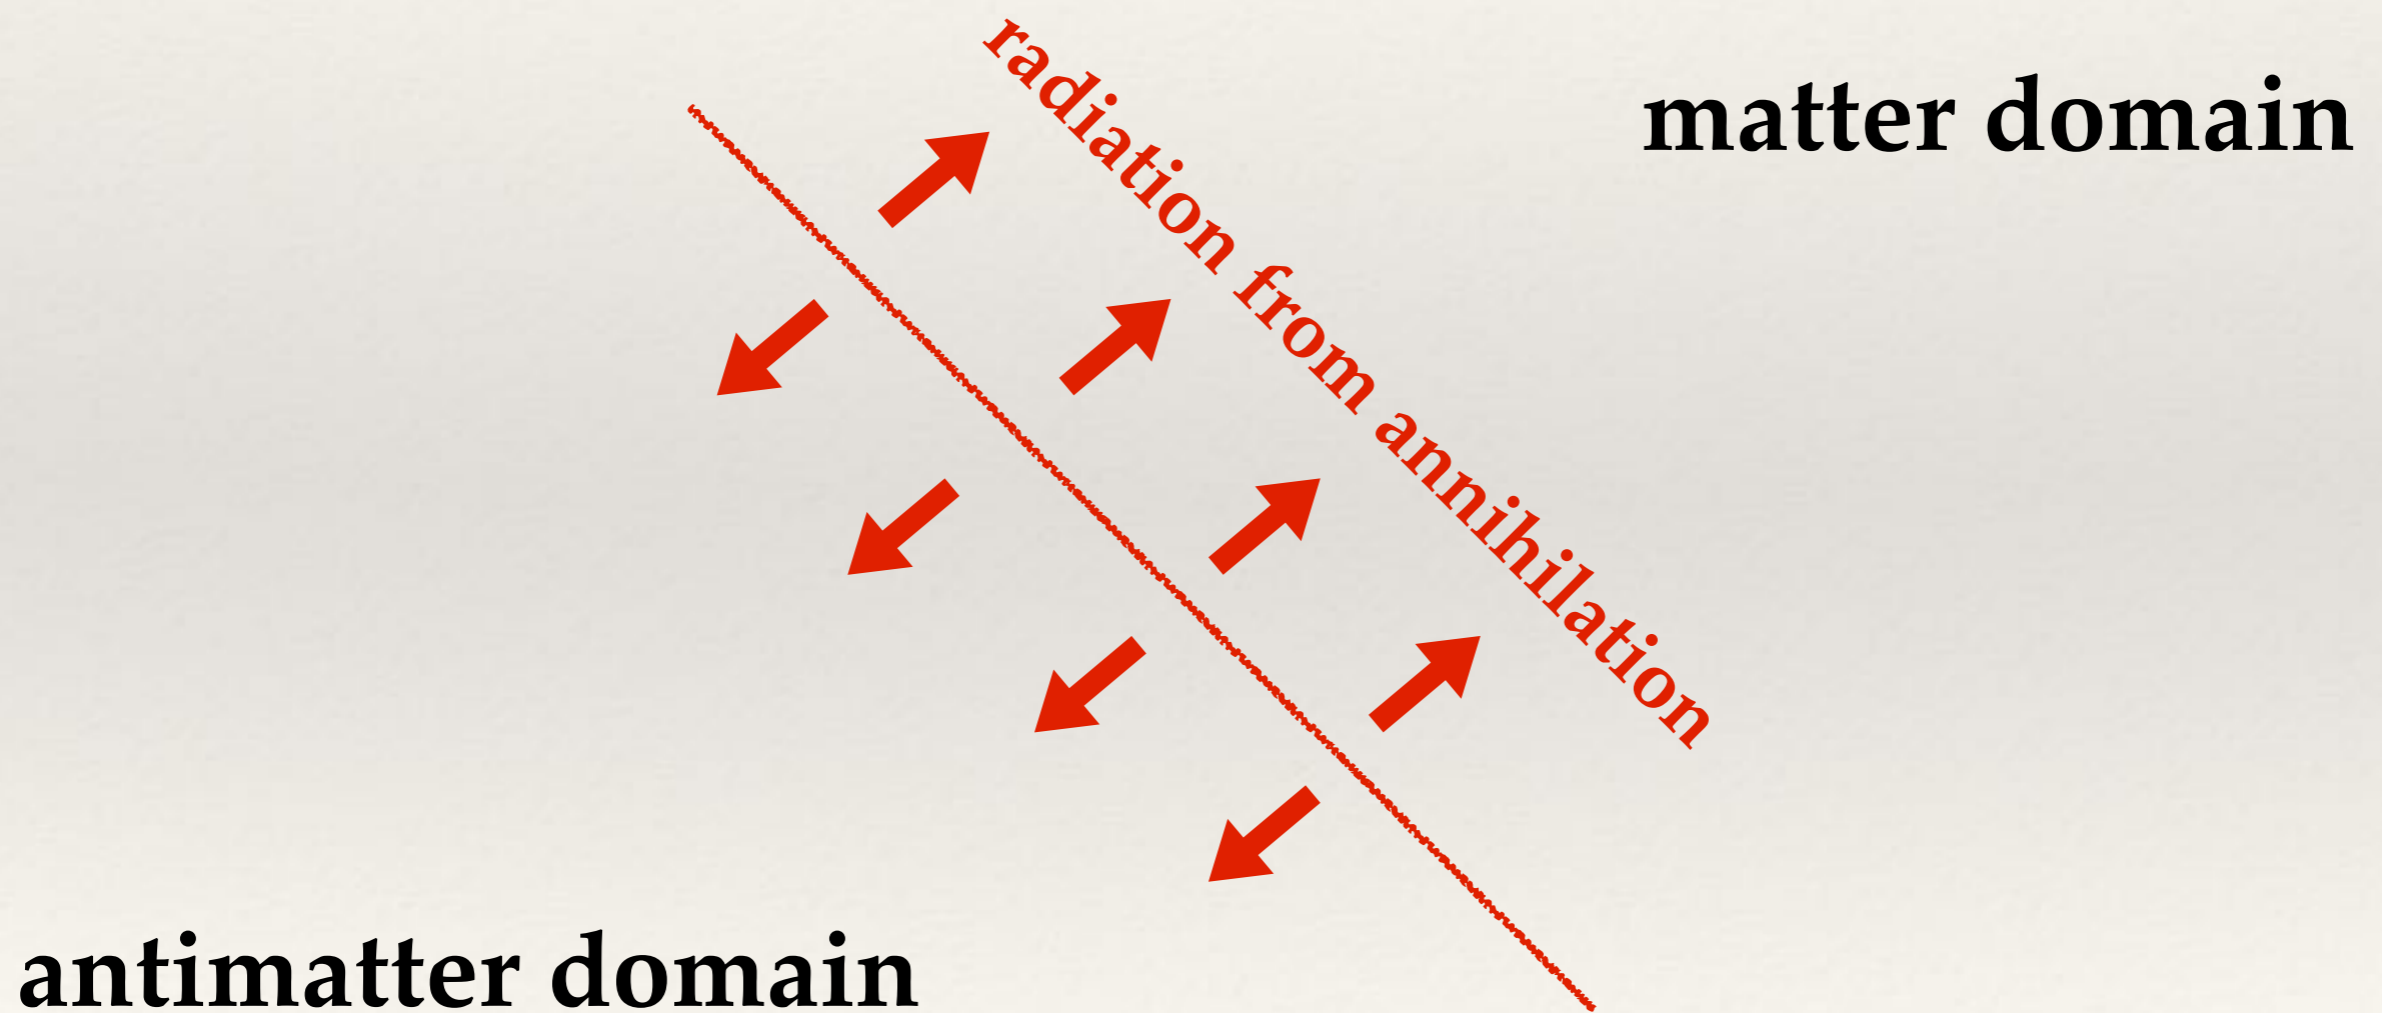 radiation from annihilation
matter domain
antimatter domain